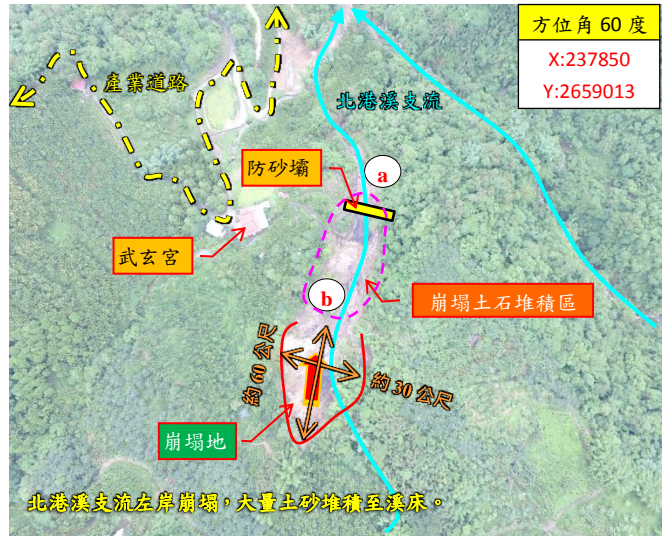 方位角 60 度
X:237850
Y:2659013
產業道路
北港溪支流
防砂壩
a
武玄宮
b
崩塌土石堆積區
約 60 公尺
約 30 公尺
崩塌地
北港溪支流左岸崩塌，大量土砂堆積至溪床。